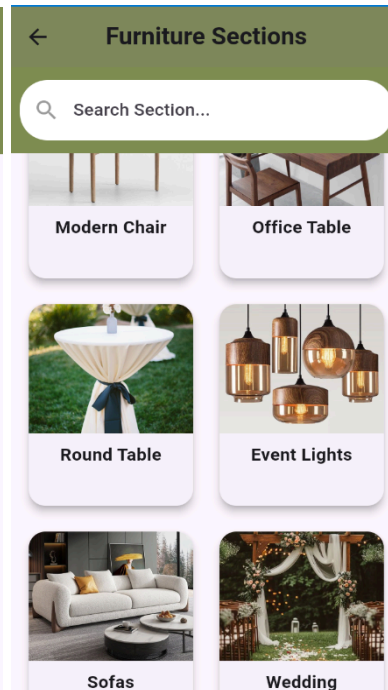 Furniture Sections
Search Section...
Modern Chair
Office Table
Round Table
Event Lights
Sofas
Wedding